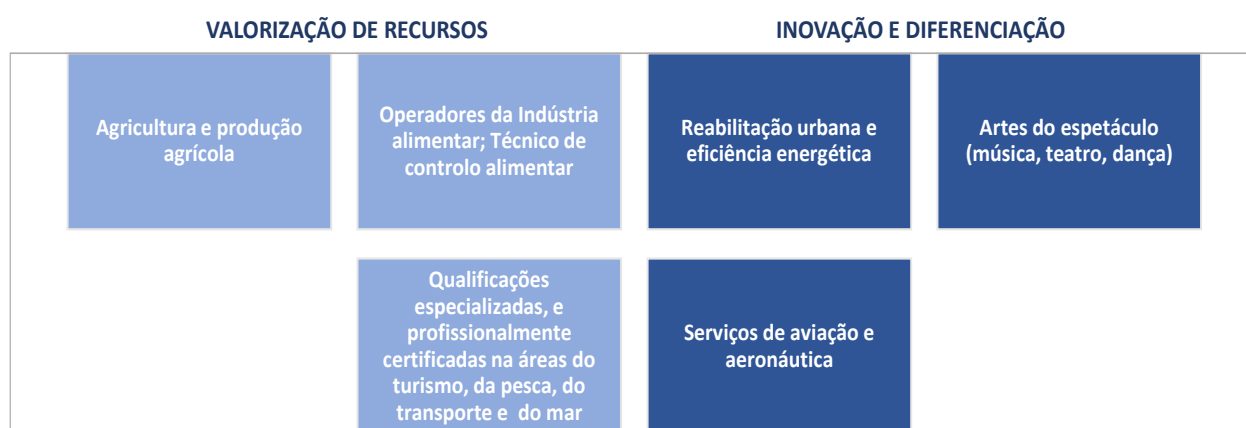 VALORIZAÇÃO DE RECURSOS
INOVAÇÃO E DIFERENCIAÇÃO
Agricultura e produção
agrícola
Operadores da Indústria
alimentar; Técnico de
controlo alimentar
Reabilitação urbana e
eficiência energética
Artes do espetáculo
(música, teatro, dança)
Qualificações
especializadas, e
profissionalmente
certificadas na áreas do
turismo, da pesca, do
transporte e do mar
Serviços de aviação e
aeronáutica